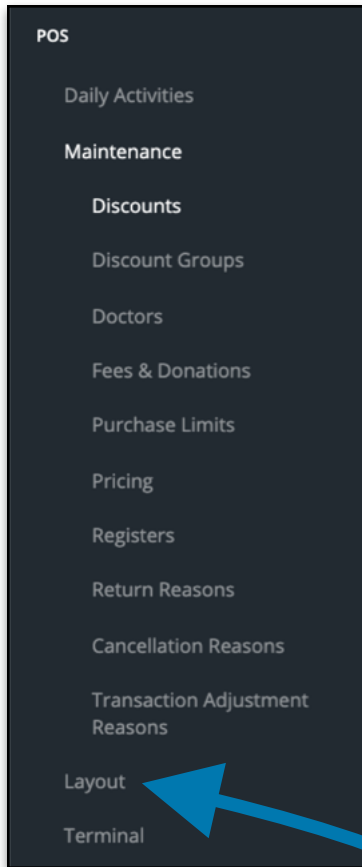 POS
Daily Activities
Maintenance
Discounts
Discount Groups
Doctors
Fees & Donations
Purchase Limits
Pricing
Registers
Return Reasons
Cancellation Reasons
Transaction Adjustment
Reasons
Layout
Terminal